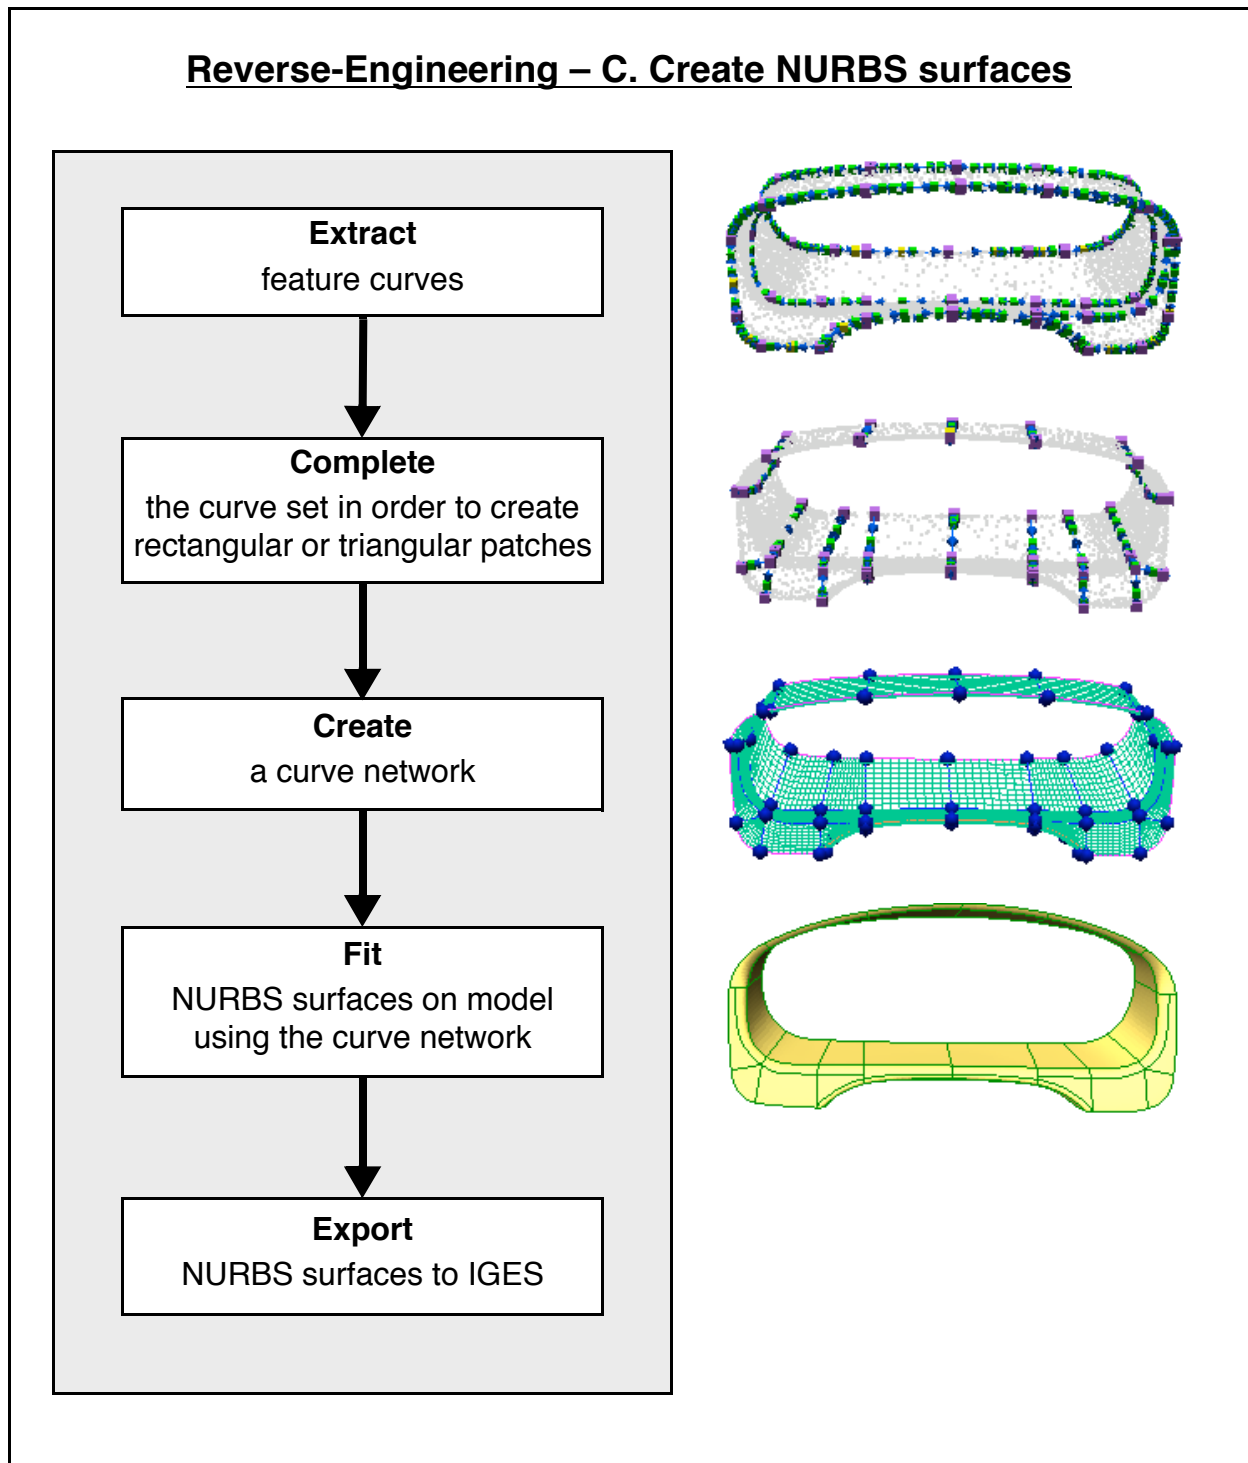 Reverse-Engineering – C. Create NURBS surfaces
Extract
feature curves
Complete
the curve set in order to create
rectangular or triangular patches
Create
a curve network
Fit
NURBS surfaces on model
using the curve network
Export
NURBS surfaces to IGES